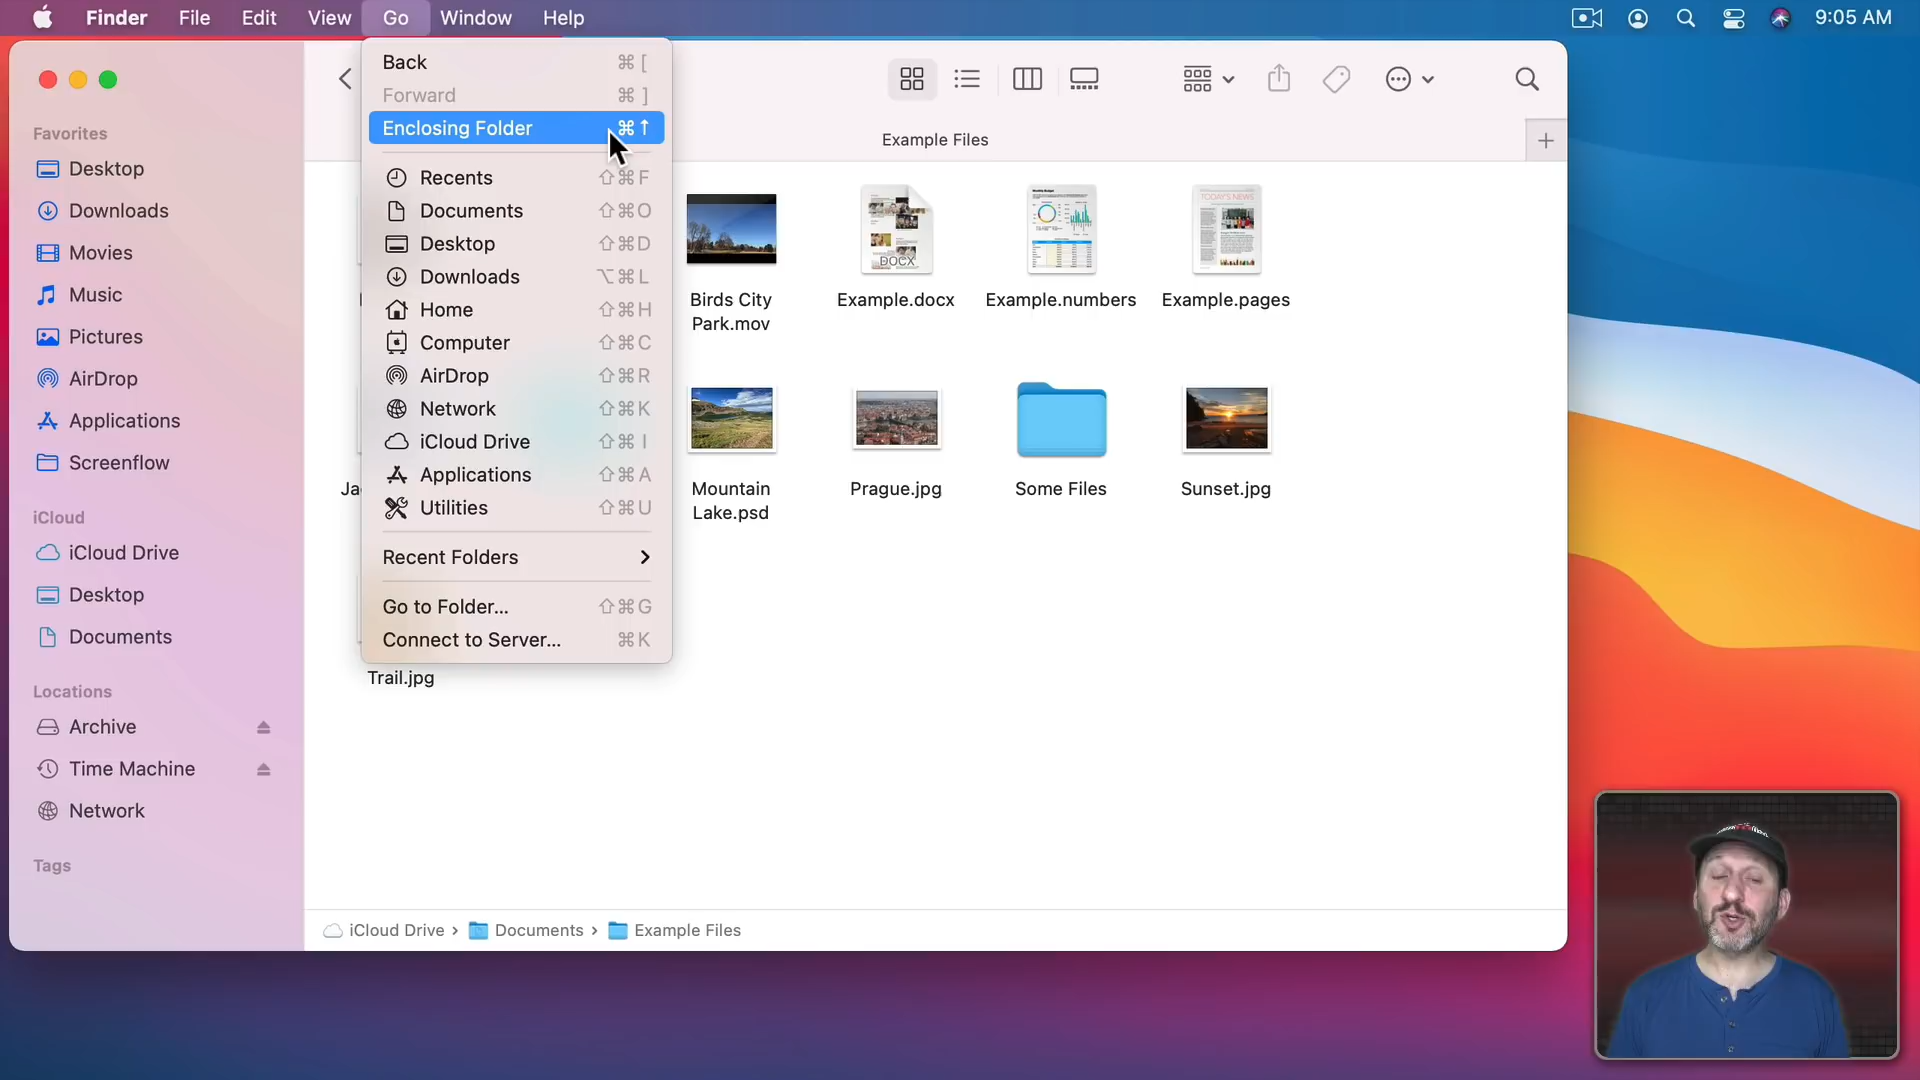 Finder File Edit View Go Window Help 9:05 AM
Back ⌘ [
Forward ⌘ ]
Enclosing Folder ⌘ ↑
Recents ⇧⌘F
Documents ⇧⌘O
Desktop ⇧⌘D
Downloads ⌥⌘L
Home ⇧⌘H
Computer ⇧⌘C
AirDrop ⇧⌘R
Network ⇧⌘K
iCloud Drive ⇧⌘I
Applications ⇧⌘A
Utilities ⇧⌘U
Recent Folders
Go to Folder... ⇧⌘G
Connect to Server... ⌘K
Favorites
Desktop
Downloads
Movies
Music
Pictures
AirDrop
Applications
Screenflow
iCloud
iCloud Drive
Desktop
Documents
Locations
Archive
Time Machine
Network
Tags
Example Files
TODAY'S NEWS
DOCX
Birds City
Park.mov
Example.docx
Example.numbers
Example.pages
Ja
Mountain
Lake.psd
Prague.jpg
Some Files
Sunset.jpg
Trail.jpg
iCloud Drive › Documents › Example Files